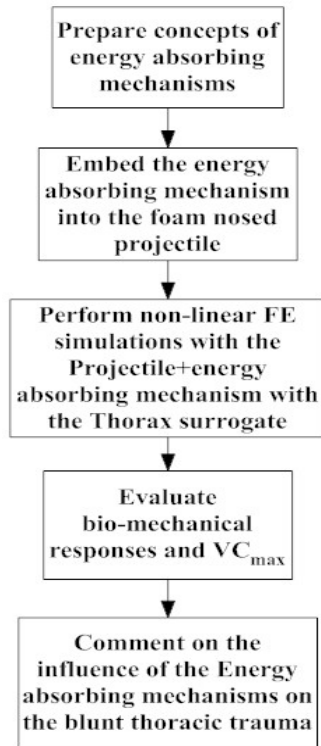 Prepare concepts of
energy absorbing
mechanisms
Embed the energy
absorbing mechanism
into the foam nosed
projectile
Perform non-linear FE
simulations with the
Projectile+energy
absorbing mechanism with
the Thorax surrogate
Evaluate
bio-mechanical
responses and VCmax
Comment on the
influence of the Energy
absorbing mechanisms on
the blunt thoracic trauma